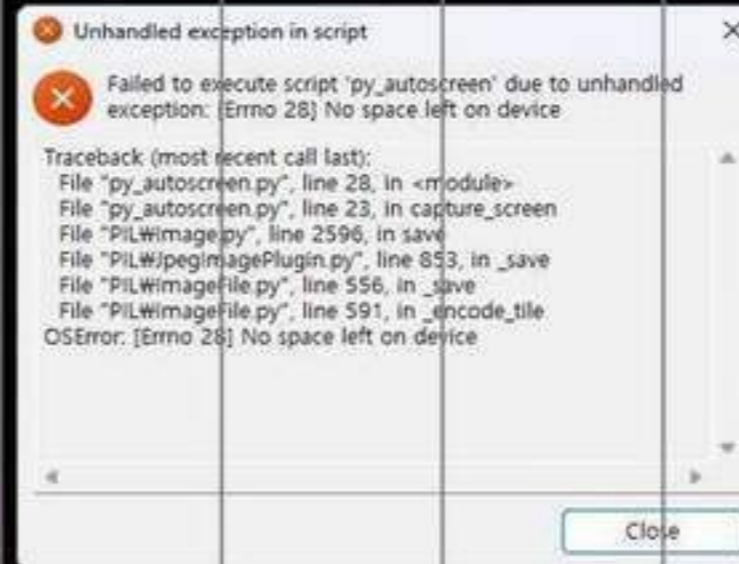 Unhandled exception in script
Failed to execute script 'py_autoscreen' due to unhandled
exception: [Errno 28] No space left on device
Traceback (most recent call last):
File "py_autoscreen.py", line 28, in <module>
File "py_autoscreen.py", line 23, in capture_screen
File "PIL₩Image.py", line 2596, in save
File "PIL₩JpegImagePlugin.py", line 853, in _save
File "PIL₩ImageFile.py", line 556, in _save
File "PIL₩ImageFile.py", line 591, in _encode_tile
OSError: [Errno 28] No space left on device
Close